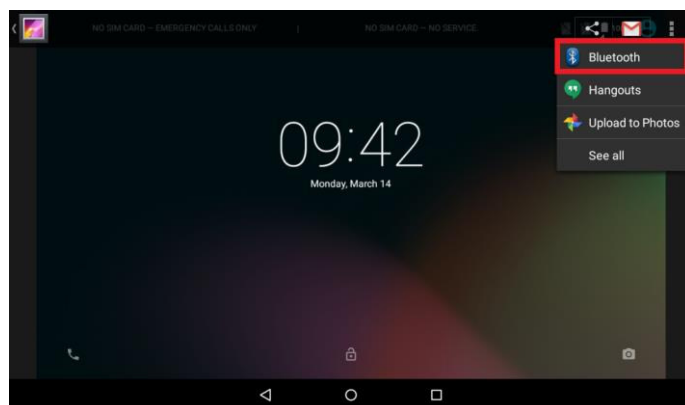 NO SIM CARD — EMERGENCY CALLS ONLY | NO SIM CARD — NO SERVICE
Bluetooth
Hangouts
Upload to Photos
See all
09:42
Monday, March 14